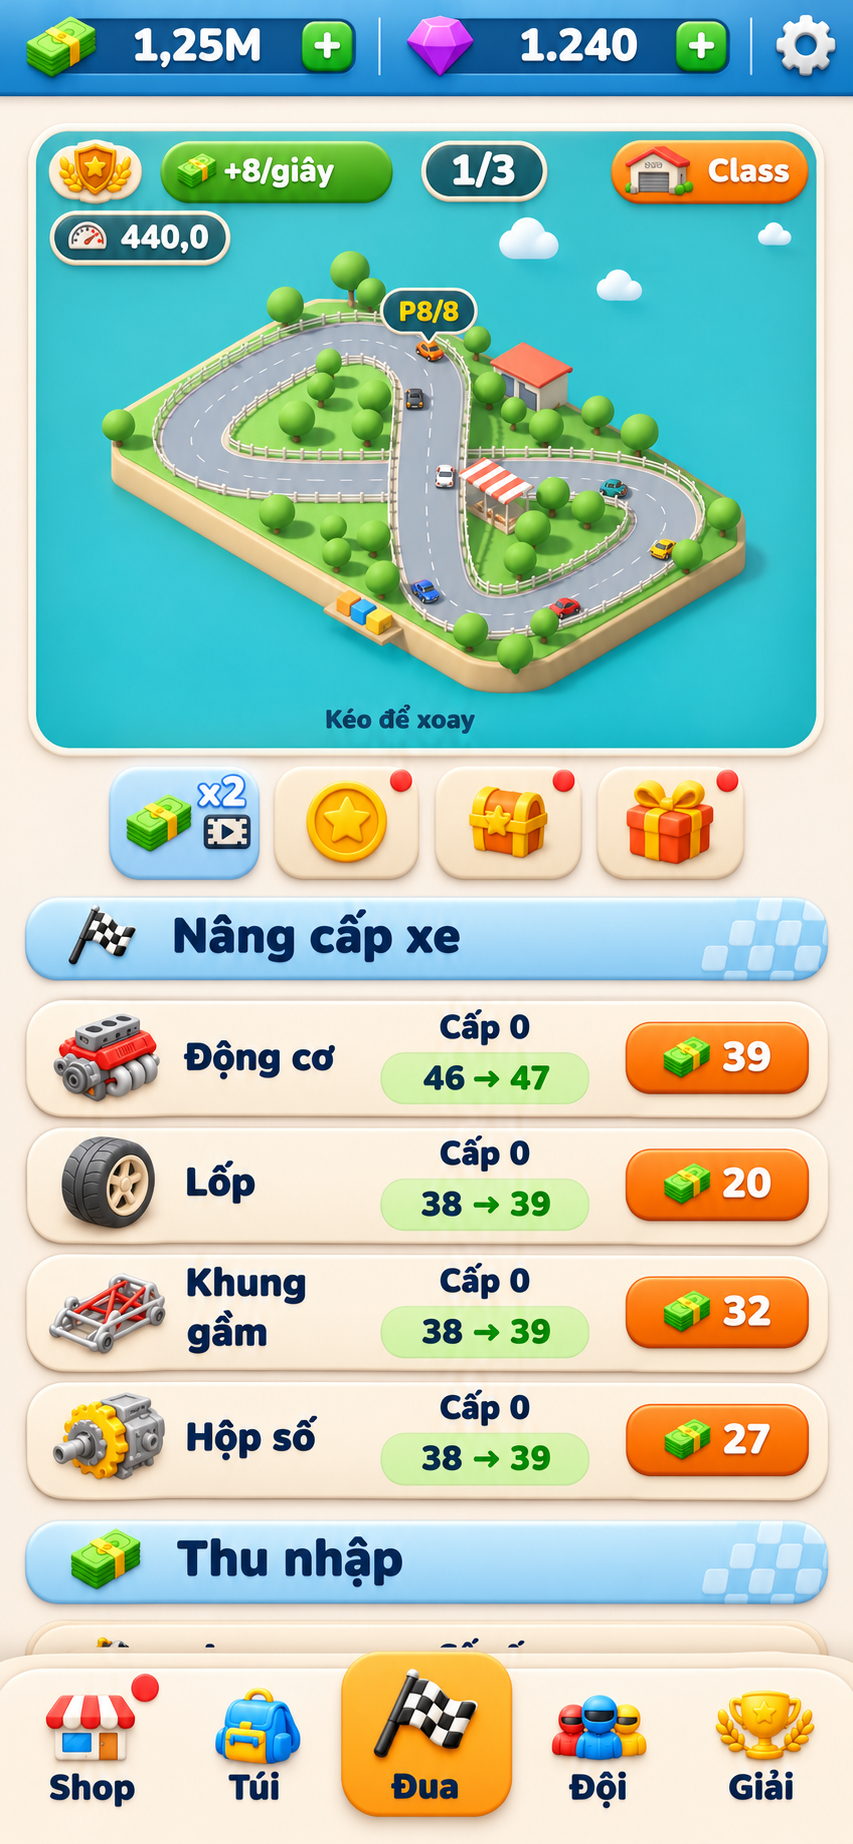 1,25M
1.240
+8/giây
1/3
Class
440,0
P8/8
Kéo để xoay
x2
Nâng cấp xe
Động cơ
Cấp 0
46 → 47
39
Lốp
Cấp 0
38 → 39
20
Khung
gầm
Cấp 0
38 → 39
32
Hộp số
Cấp 0
38 → 39
27
Thu nhập
Shop
Túi
Đua
Đội
Giải